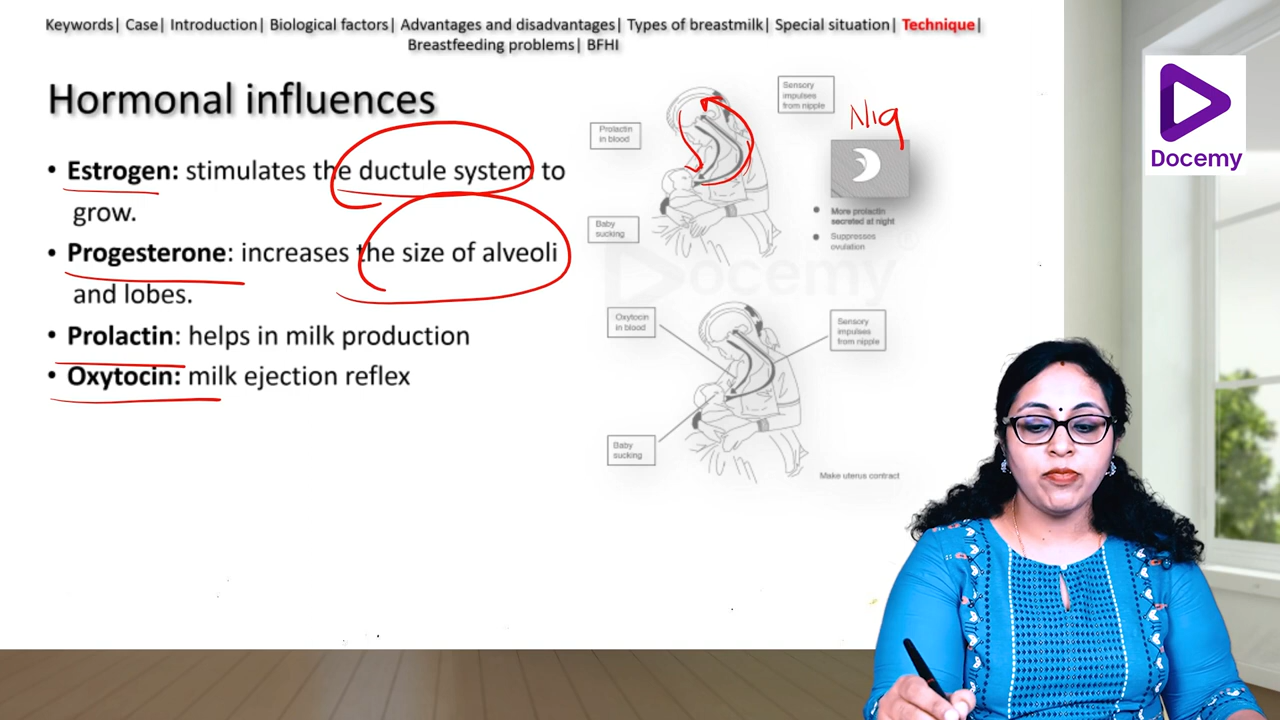 Keywords| Case| Introduction| Biological factors| Advantages and disadvantages| Types of breastmilk| Special situation| Technique|
Breastfeeding problems| BFHI
Hormonal influences
• Estrogen: stimulates the ductule system to
grow.
• Progesterone: increases the size of alveoli
and lobes.
• Prolactin: helps in milk production
• Oxytocin: milk ejection reflex
Sensory
impulses
from nipple
Prolactin
in blood
Nig
Baby
sucking
• More prolactin
secreted at night
• Suppresses
ovulation
Docemy
Oxytocin
in blood
Sensory
impulses
from nipple
Baby
sucking
Make uterus contract
Docemy